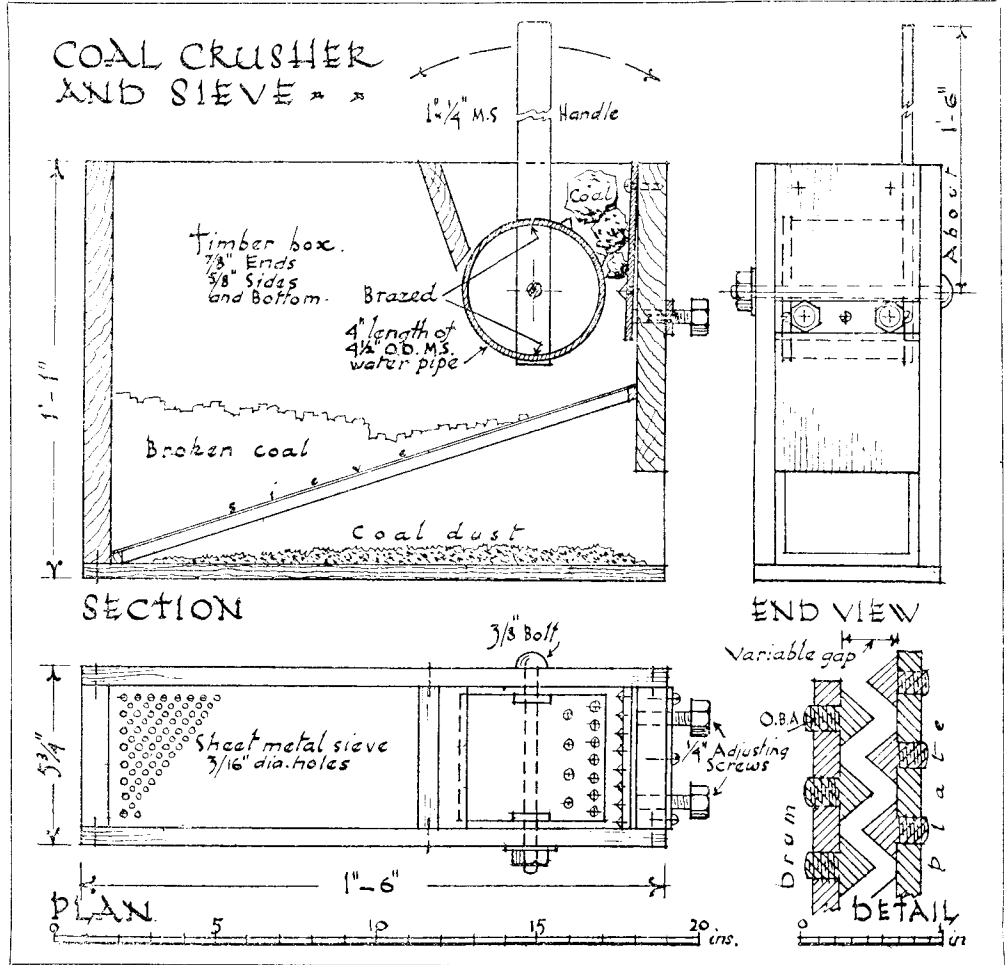 COAL CRUSHER
AND SIEVE
1"x¼" M.S Handle
Coal
Timber box.
7/8" Ends
5/8" Sides
and Bottom.
Brazed
4" length of
4½" O.D. M.S.
water pipe
1'-1"
Broken coal
sieve
Coal dust
SECTION
About 1'-6"
END VIEW
3/8" Bolt
5¾"
Sheet metal sieve
3/16" dia. holes
¼" Adjusting
Screws
1"-6"
PLAN
0 5 10 15 20 ins.
Variable gap
O.B.A
Drum
plate
DETAIL
0 1 in